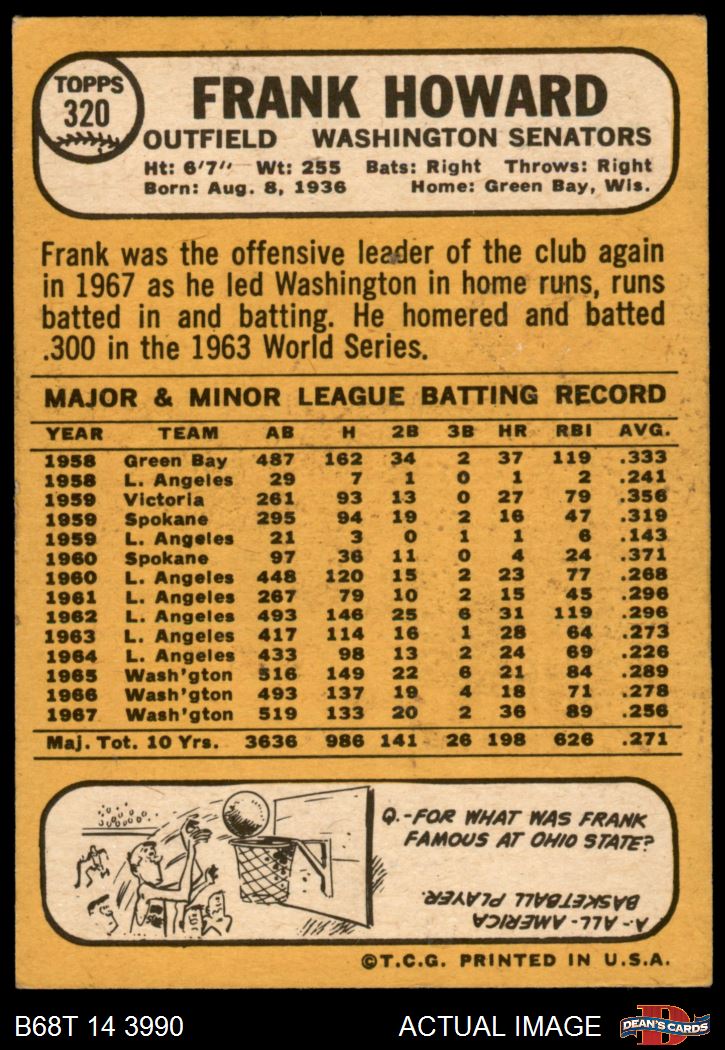 TOPPS
320
FRANK HOWARD
OUTFIELD WASHINGTON SENATORS
Ht: 6'7" Wt: 255 Bats: Right Throws: Right
Born: Aug. 8, 1936 Home: Green Bay, Wis.
Frank was the offensive leader of the club again
in 1967 as he led Washington in home runs, runs
batted in and batting. He homered and batted
.300 in the 1963 World Series.
MAJOR & MINOR LEAGUE BATTING RECORD
YEAR TEAM AB H 2B 3B HR RBI AVG.
1958 Green Bay 487 162 34 2 37 119 .333
1958 L. Angeles 29 7 1 0 1 2 .241
1959 Victoria 261 93 13 0 27 79 .356
1959 Spokane 295 94 19 2 16 47 .319
1959 L. Angeles 21 3 0 1 1 6 .143
1960 Spokane 97 36 11 0 4 24 .371
1960 L. Angeles 448 120 15 2 23 77 .268
1961 L. Angeles 267 79 10 2 15 45 .296
1962 L. Angeles 493 146 25 6 31 119 .296
1963 L. Angeles 417 114 16 1 28 64 .273
1964 L. Angeles 433 98 13 2 24 69 .226
1965 Wash'gton 516 149 22 6 21 84 .289
1966 Wash'gton 493 137 19 4 18 71 .278
1967 Wash'gton 519 133 20 2 36 89 .256
Maj. Tot. 10 Yrs. 3636 986 141 26 198 626 .271
Q.-FOR WHAT WAS FRANK
FAMOUS AT OHIO STATE?
A.-ALL-AMERICA
BASKETBALL PLAYER.
©T.C.G. PRINTED IN U.S.A.
B68T 14 3990 ACTUAL IMAGE
DEAN'S CARDS